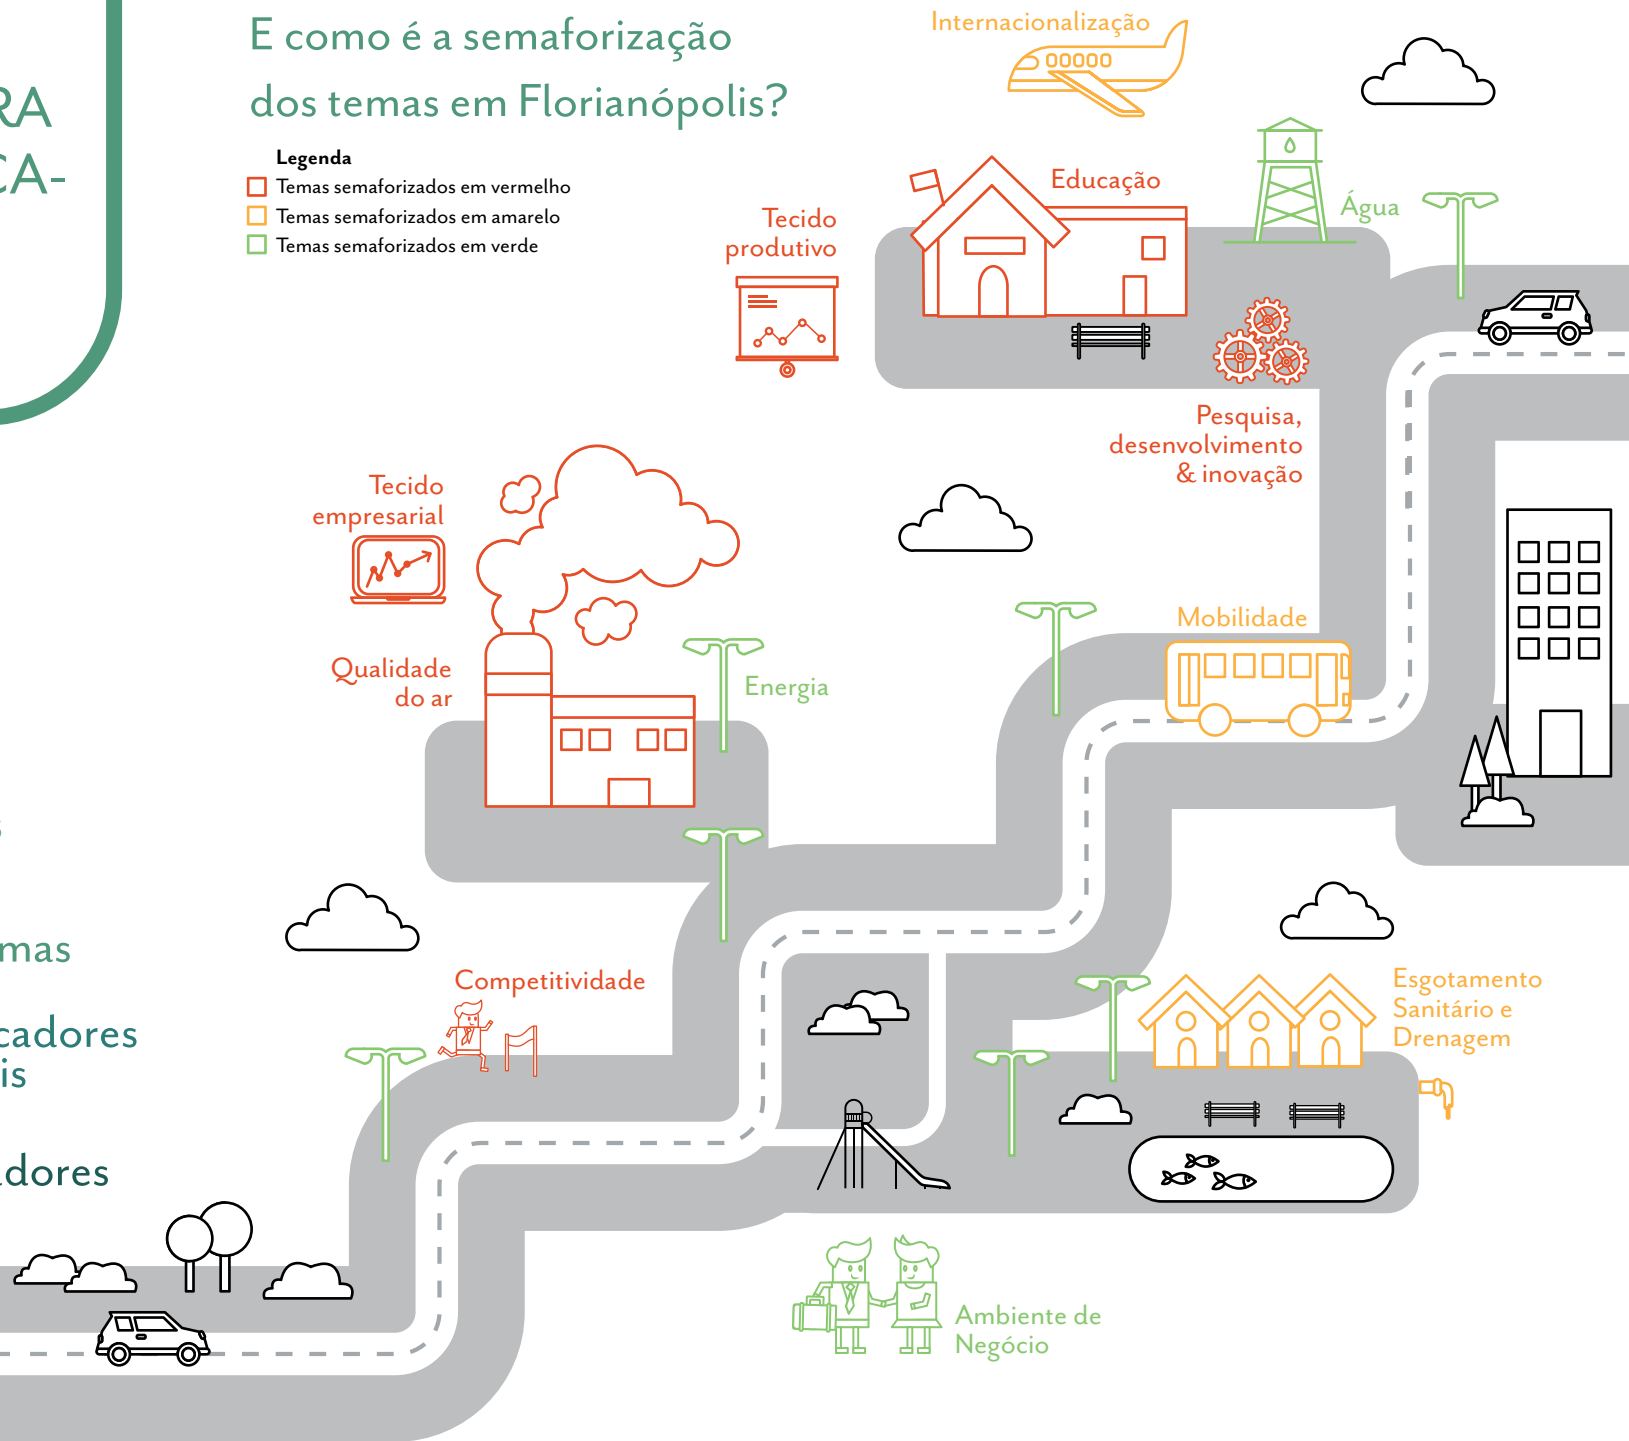 RA
CA-
E como é a semaforização
dos temas em Florianópolis?
Legenda
Temas semaforizados em vermelho
Temas semaforizados em amarelo
Temas semaforizados em verde
Internacionalização
Educação
Água
Tecido
produtivo
Pesquisa,
desenvolvimento
& inovação
Tecido
empresarial
Qualidade
do ar
Energia
Mobilidade
s
mas
cadores
is
adores
Competitividade
Esgotamento
Sanitário e
Drenagem
Ambiente de
Negócio